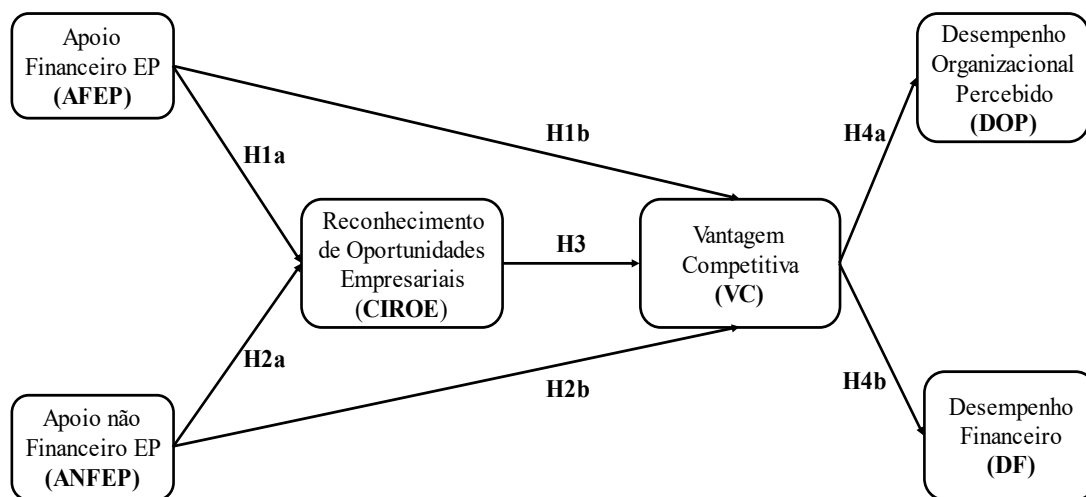 Apoio
Financeiro EP
(AFEP)
Desempenho
Organizacional
Percebido
(DOP)
H1b
H4a
H1a
Reconhecimento
de Oportunidades
Empresariais
(CIROE)
H3
Vantagem
Competitiva
(VC)
H2a
H2b
H4b
Apoio não
Financeiro EP
(ANFEP)
Desempenho
Financeiro
(DF)